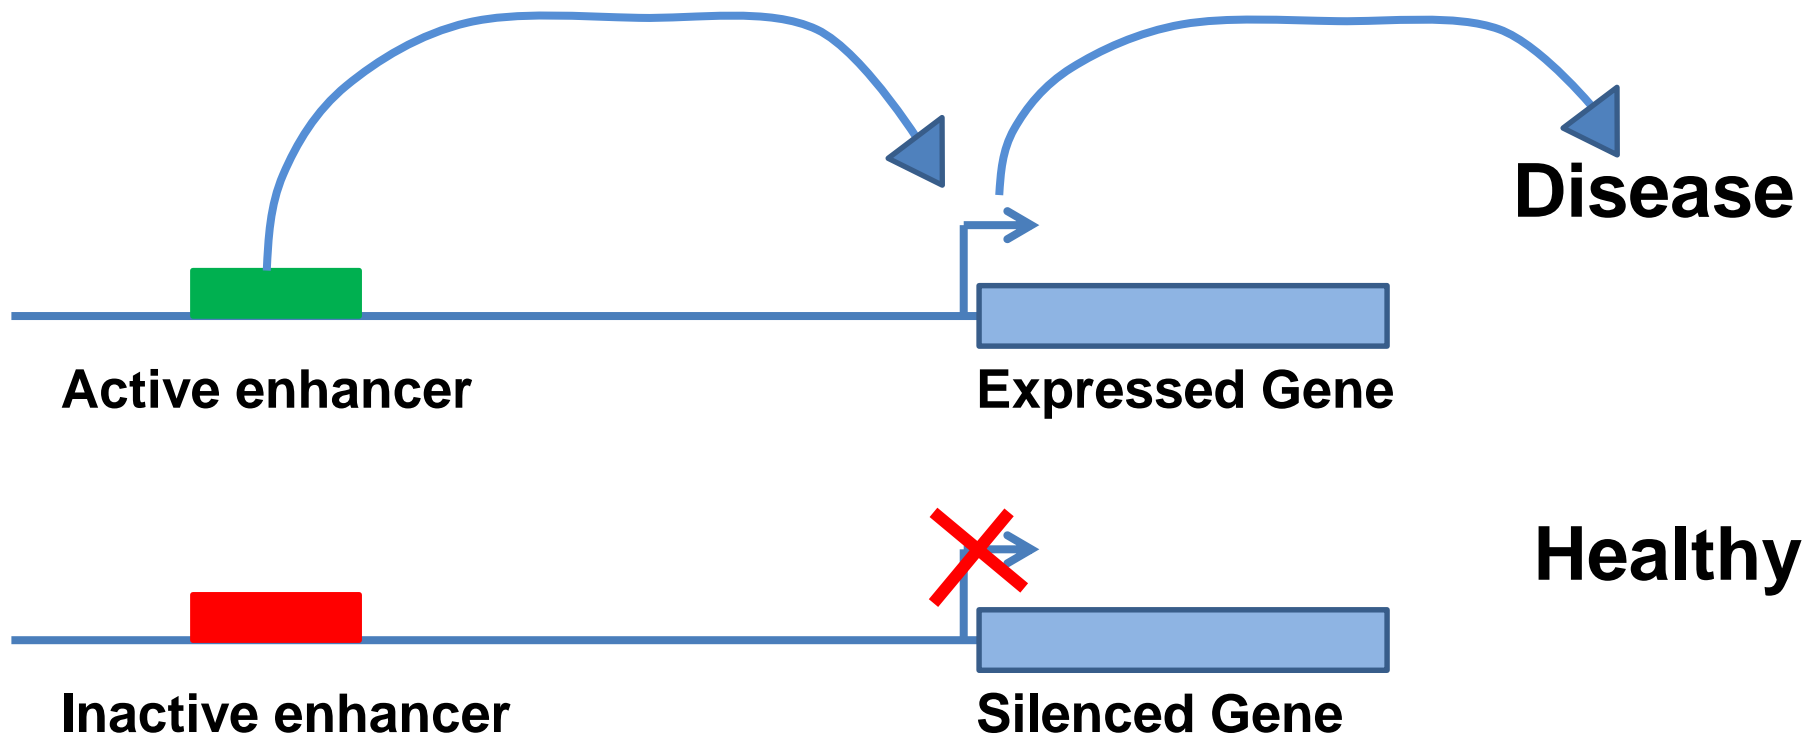 Disease
Active enhancer
Expressed Gene
Healthy
Inactive enhancer
Silenced Gene